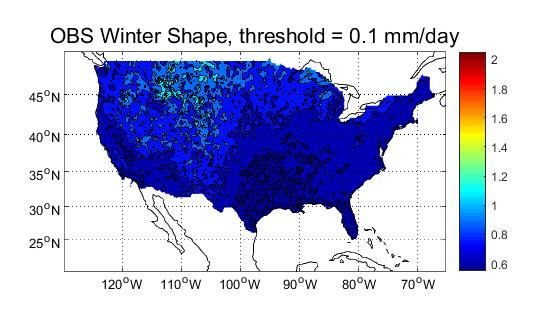 OBS Winter Shape, threshold = 0.1 mm/day
2
1.8
1.6
1.4
1.2
1
0.8
0.6
45°N
40°N
35°N
30°N
25°N
120°W 110°W 100°W 90°W 80°W 70°W